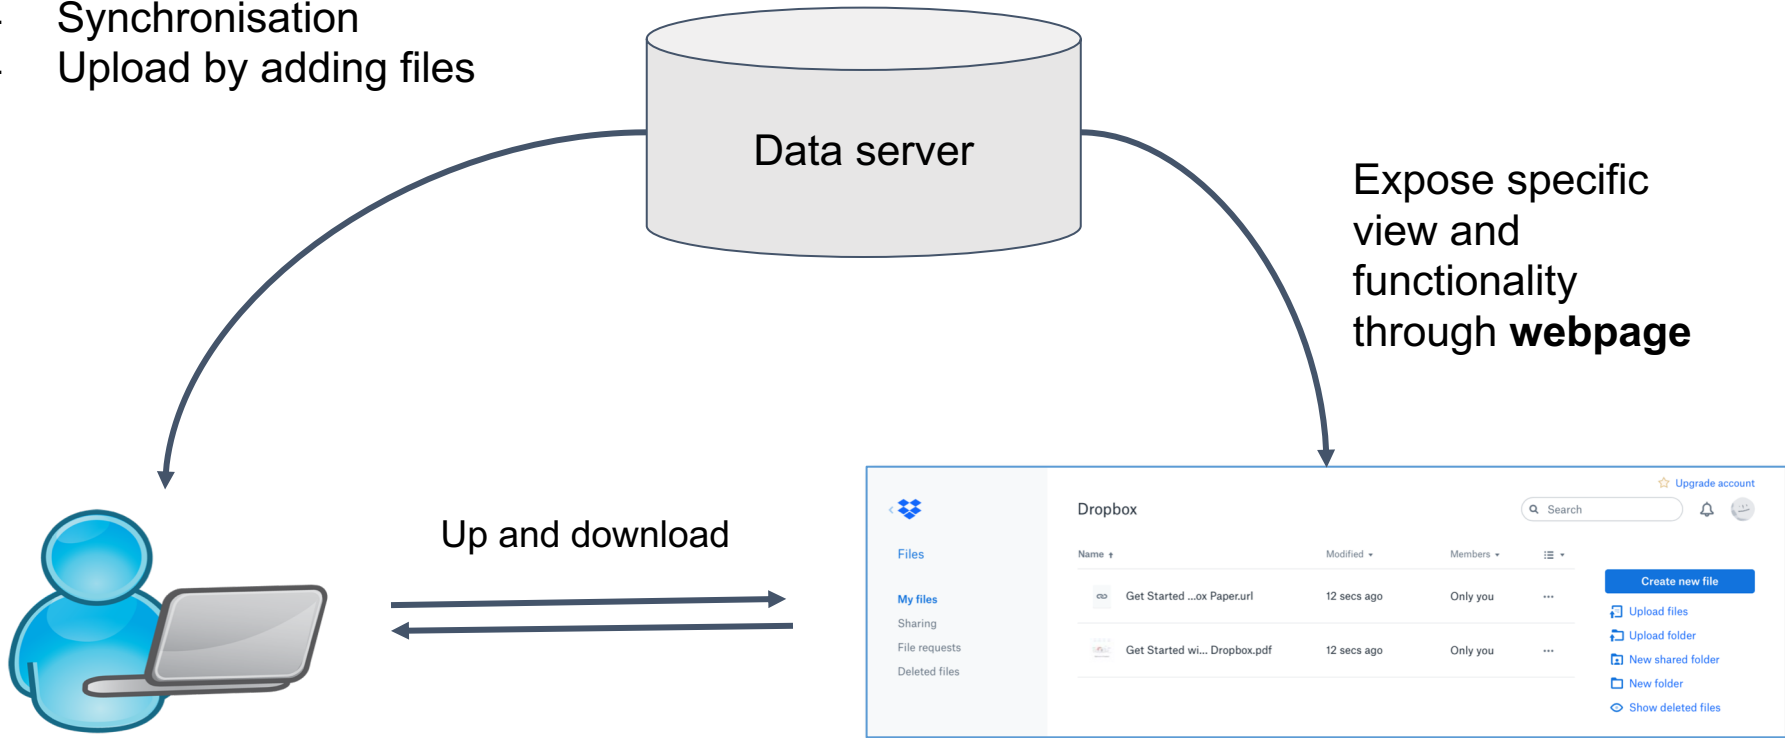 - Synchronisation
- Upload by adding files
Data server
Expose specific
view and
functionality
through webpage
Up and download
Upgrade account
Dropbox
Search
Files
Name Modified Members
Create new file
My files
Get Started ...ox Paper.url 12 secs ago Only you ...
Upload files
Sharing
Upload folder
File requests
Get Started wi... Dropbox.pdf 12 secs ago Only you ...
New shared folder
Deleted files
New folder
Show deleted files